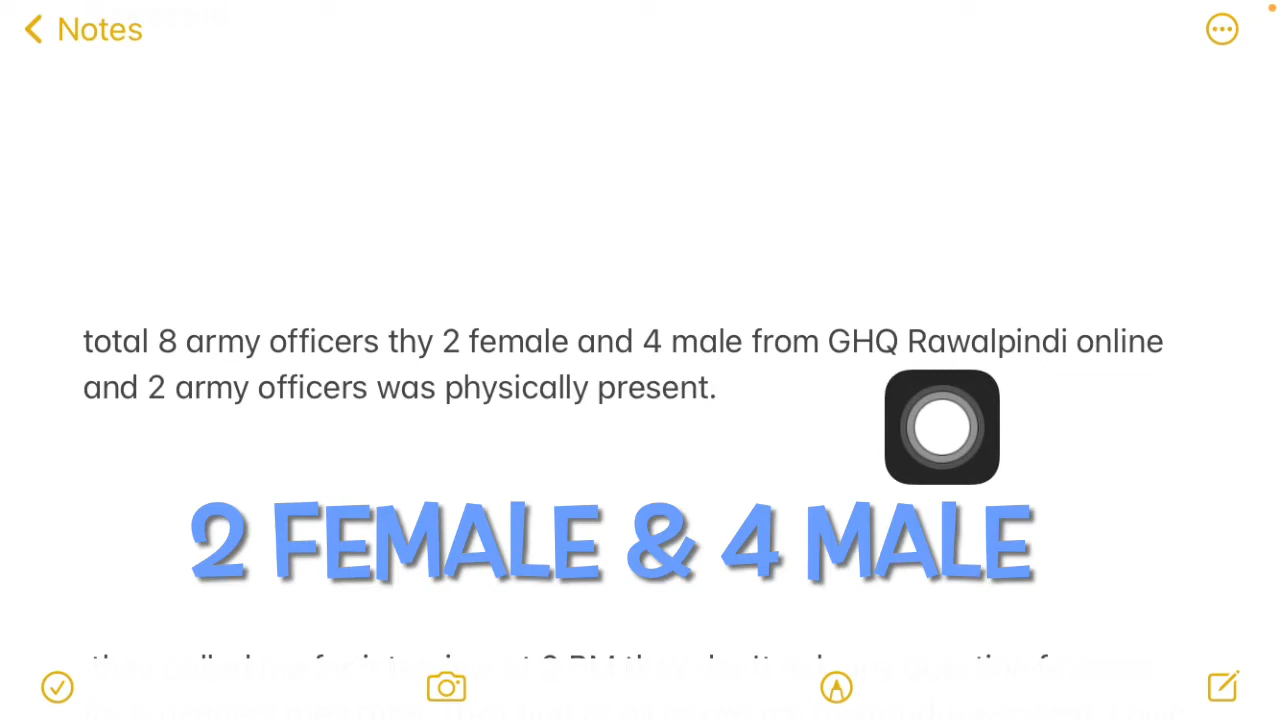 Notes
total 8 army officers thy 2 female and 4 male from GHQ Rawalpindi online
and 2 army officers was physically present.
2 FEMALE & 4 MALE